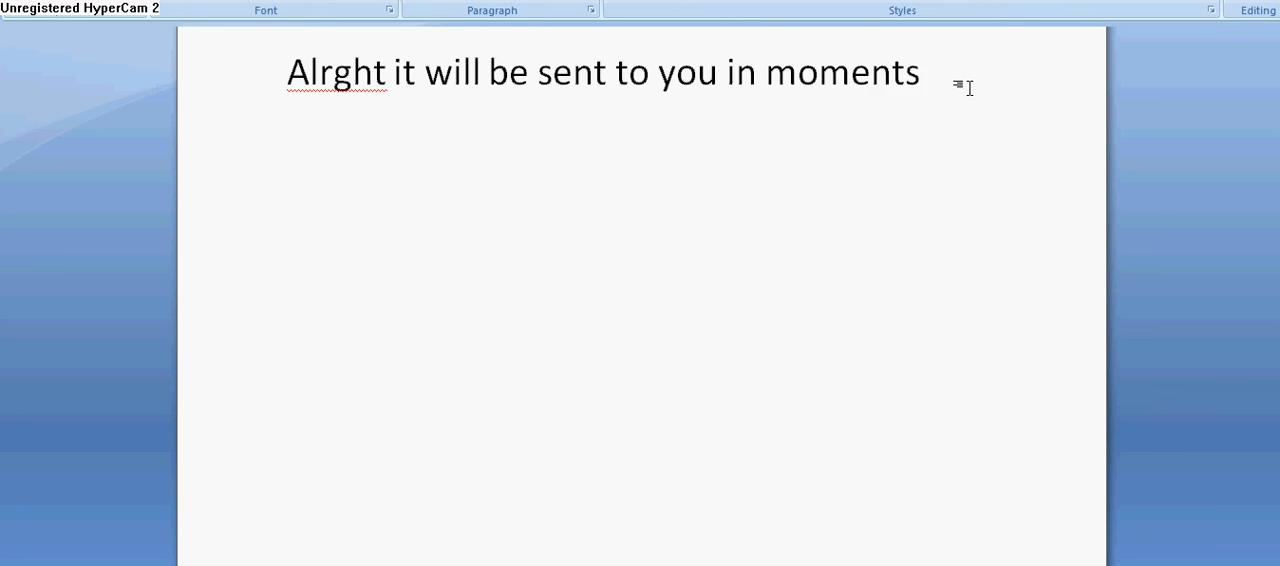 Unregistered HyperCam 2
Font Paragraph Styles Editing
Alrght it will be sent to you in moments